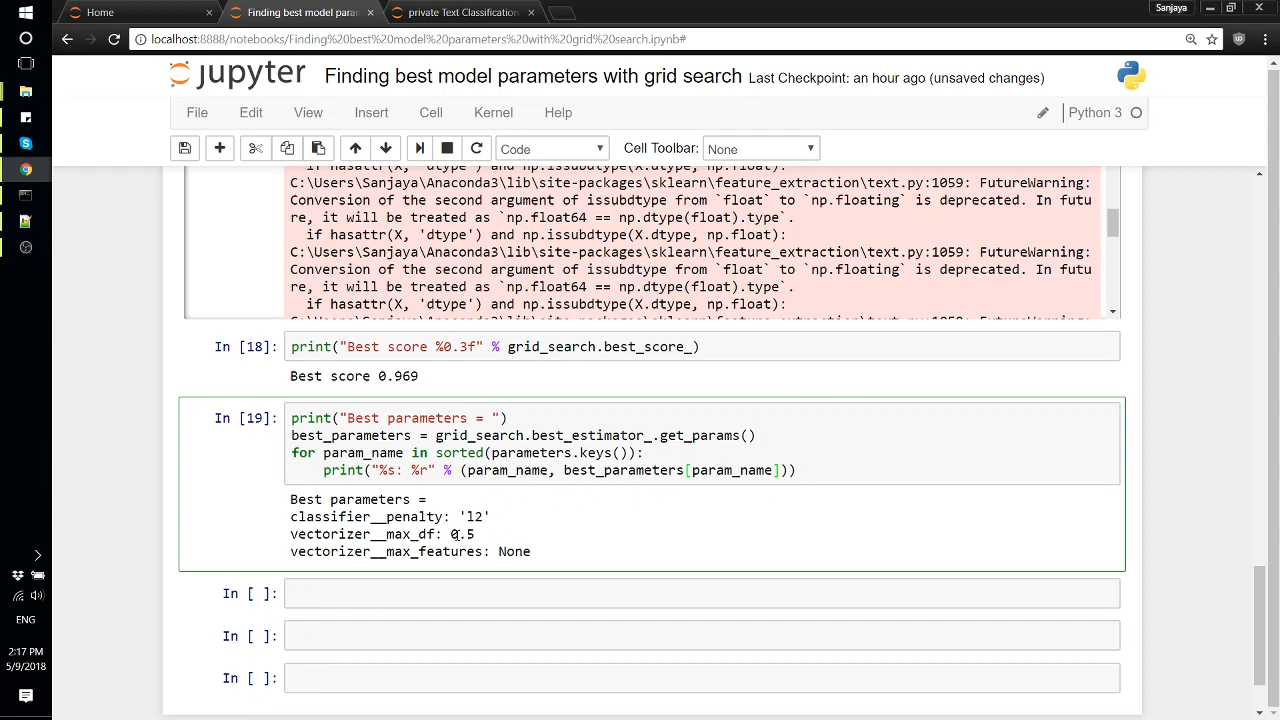 Home
Finding best model paran
private Text Classification
Sanjaya
localhost:8888/notebooks/Finding%20best%20model%20parameters%20with%20grid%20search.ipynb#
jupyter Finding best model parameters with grid search Last Checkpoint: an hour ago (unsaved changes)
File Edit View Insert Cell Kernel Help Python 3
Code Cell Toolbar: None
if hasattr(X, 'dtype') and np.issubdtype(X.dtype, np.float):
C:\Users\Sanjaya\Anaconda3\lib\site-packages\sklearn\feature_extraction\text.py:1059: FutureWarning:
Conversion of the second argument of issubdtype from `float` to `np.floating` is deprecated. In futu
re, it will be treated as `np.float64 == np.dtype(float).type`.
if hasattr(X, 'dtype') and np.issubdtype(X.dtype, np.float):
C:\Users\Sanjaya\Anaconda3\lib\site-packages\sklearn\feature_extraction\text.py:1059: FutureWarning:
Conversion of the second argument of issubdtype from `float` to `np.floating` is deprecated. In futu
re, it will be treated as `np.float64 == np.dtype(float).type`.
if hasattr(X, 'dtype') and np.issubdtype(X.dtype, np.float):
In [18]: print("Best score %0.3f" % grid_search.best_score_)
Best score 0.969
In [19]: print("Best parameters = ")
best_parameters = grid_search.best_estimator_.get_params()
for param_name in sorted(parameters.keys()):
print("%s: %r" % (param_name, best_parameters[param_name]))
Best parameters =
classifier__penalty: 'l2'
vectorizer__max_df: 0.5
vectorizer__max_features: None
In [ ]:
In [ ]:
In [ ]:
ENG
2:17 PM
5/9/2018